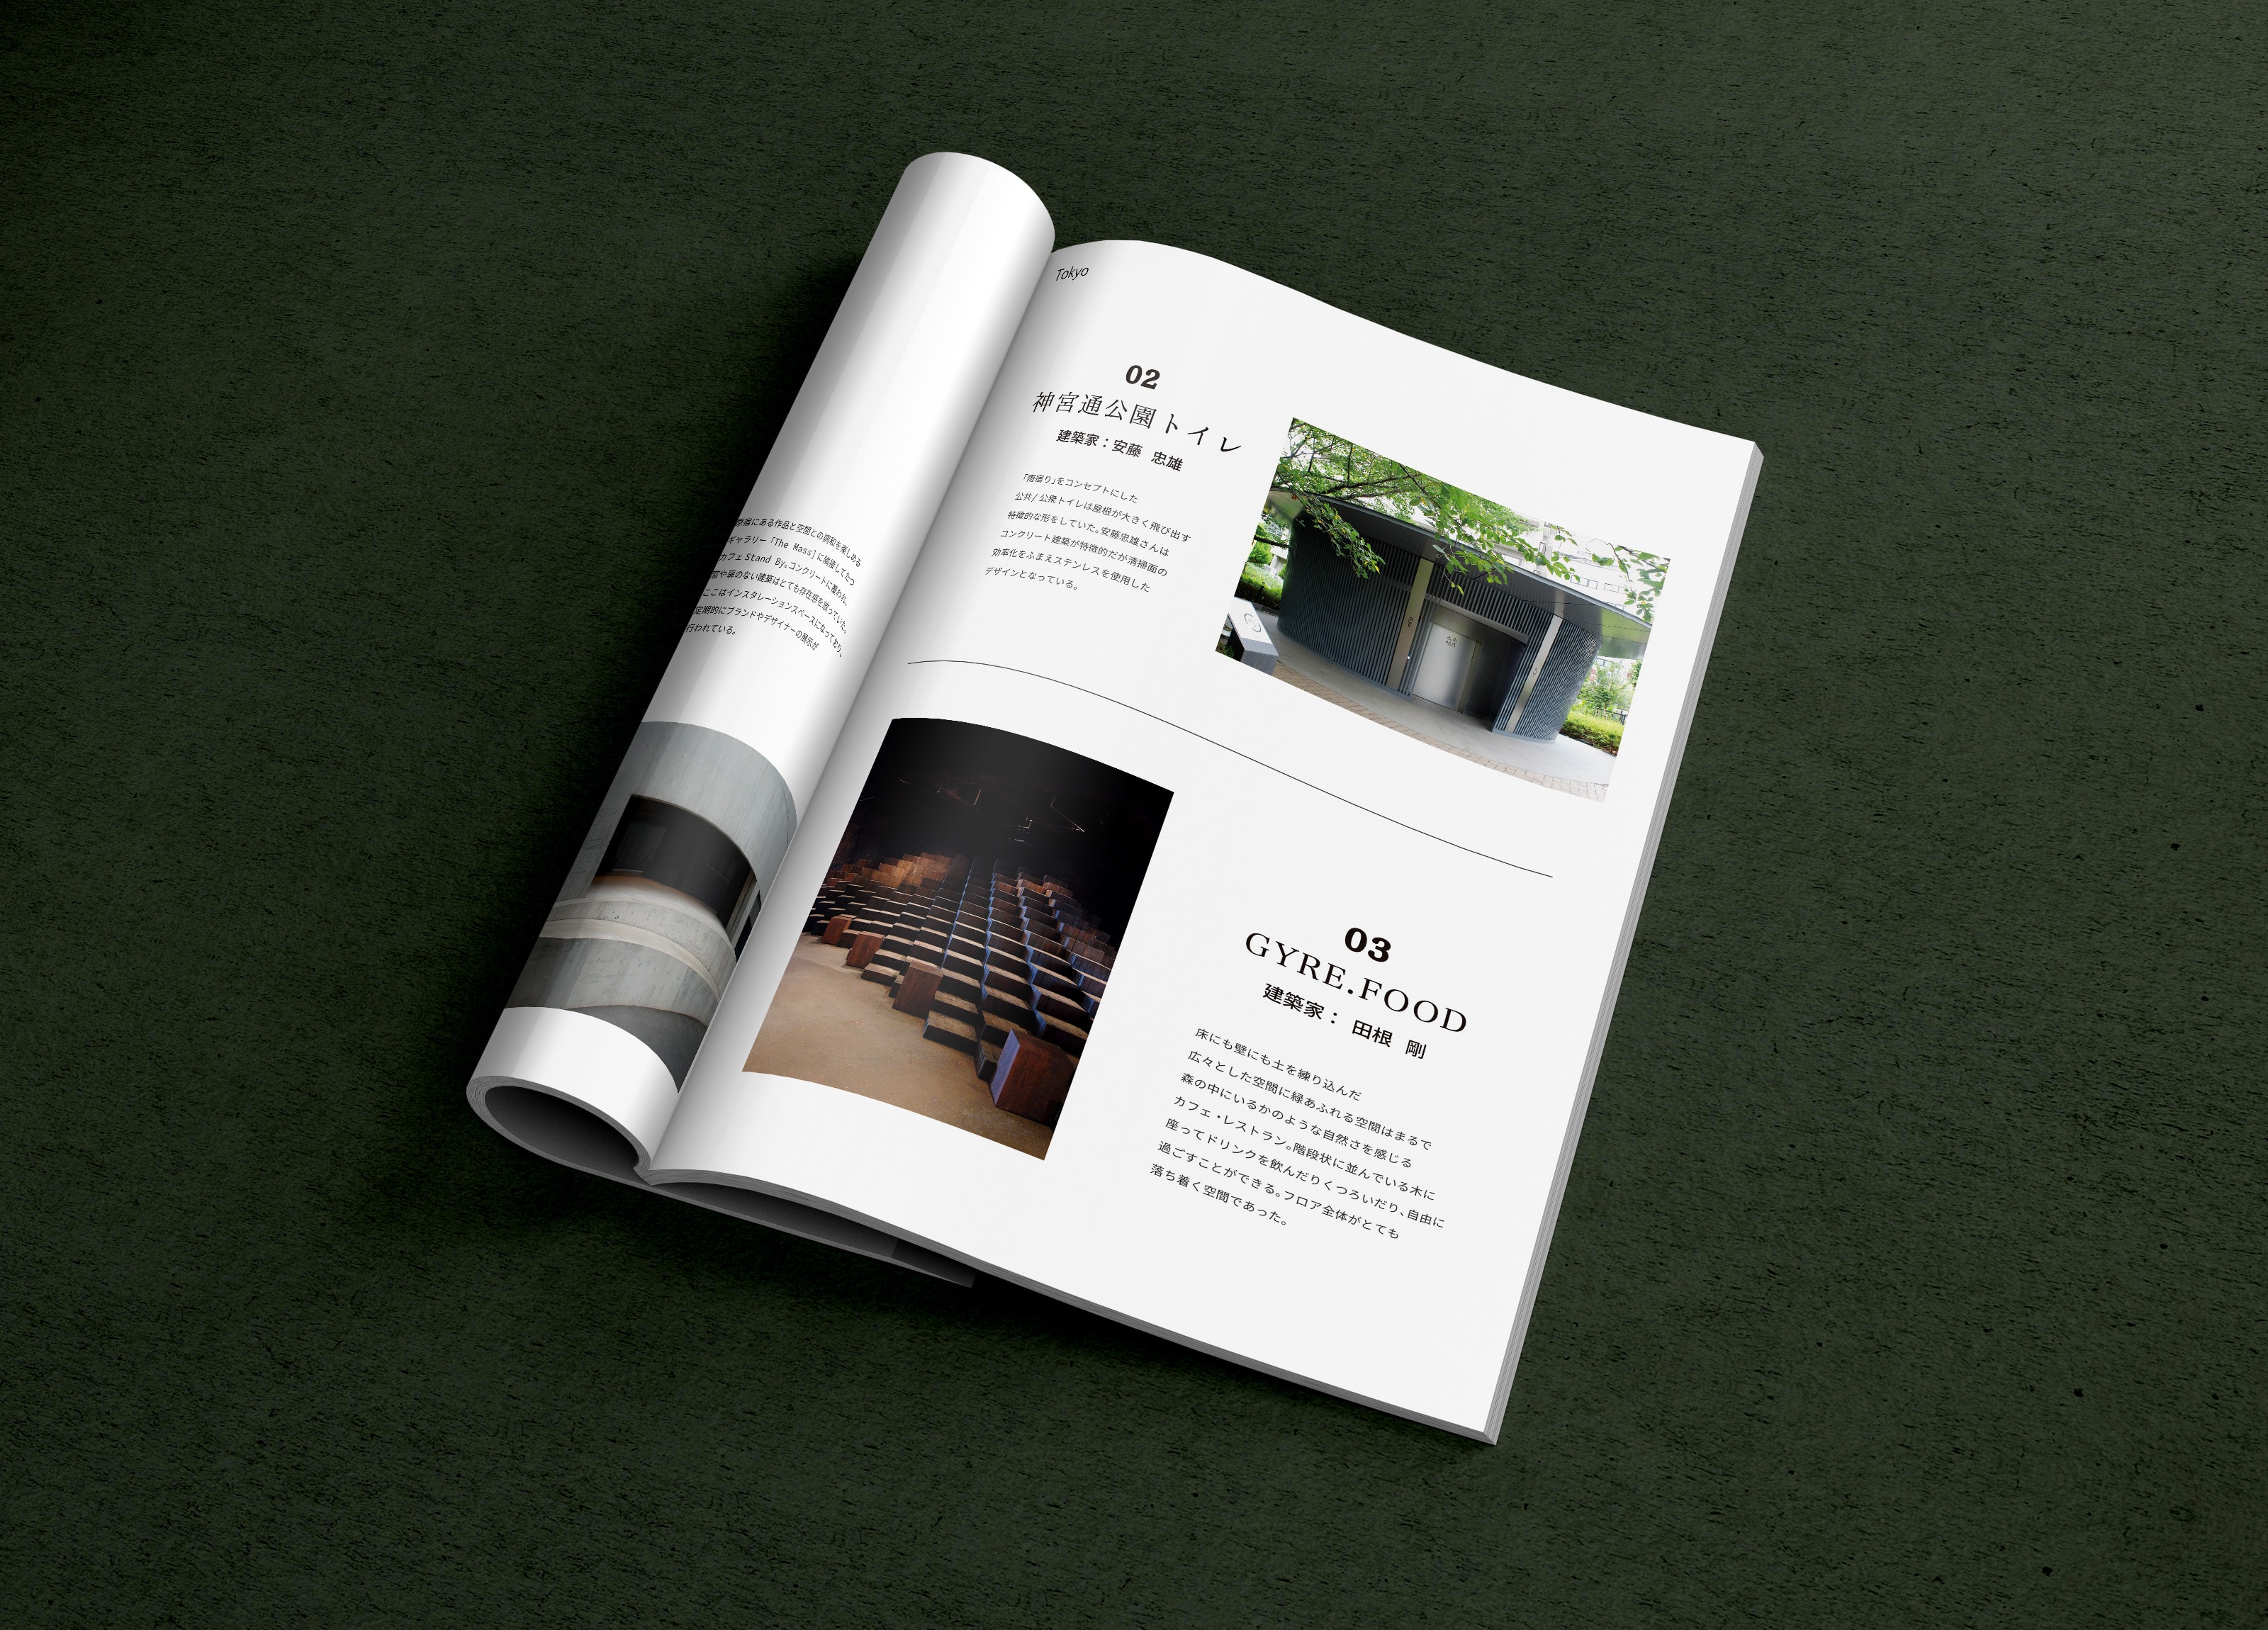 原宿にある作品と空間との調和を楽しめる
ギャラリー「The Mass」に隣接してたつ
カフェ Stand By。コンクリートに覆われ、
窓や扉のない建築はとても存在感を放っていた。
ここはインスタレーションスペースになっており、
定期的にブランドやデザイナーの展示が
行われている。
Tokyo
02
神宮通公園トイレ
建築家：安藤 忠雄
「雨宿り」をコンセプトにした
公共/公衆トイレは屋根が大きく飛び出す
特徴的な形をしていた。安藤忠雄さんは
コンクリート建築が特徴的だが清掃面の
効率化をふまえステンレスを使用した
デザインとなっている。
03
GYRE.FOOD
建築家： 田根 剛
床にも壁にも土を練り込んだ
広々とした空間に緑あふれる空間はまるで
森の中にいるかのような自然さを感じる
カフェ・レストラン。階段状に並んでいる木に
座ってドリンクを飲んだりくつろいだり、自由に
過ごすことができる。フロア全体がとても
落ち着く空間であった。